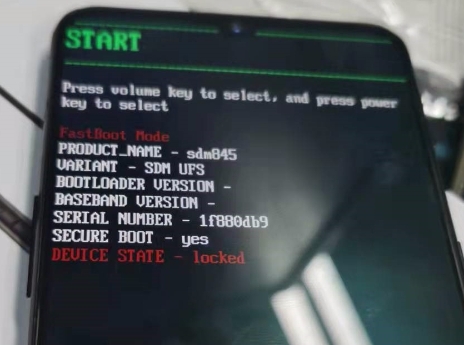 START
Press volume key to select, and press power
key to select
FastBoot Mode
PRODUCT_NAME - sdm845
VARIANT - SDM UFS
BOOTLOADER VERSION -
BASEBAND VERSION -
SERIAL NUMBER - 1f880db9
SECURE BOOT - yes
DEVICE STATE - locked